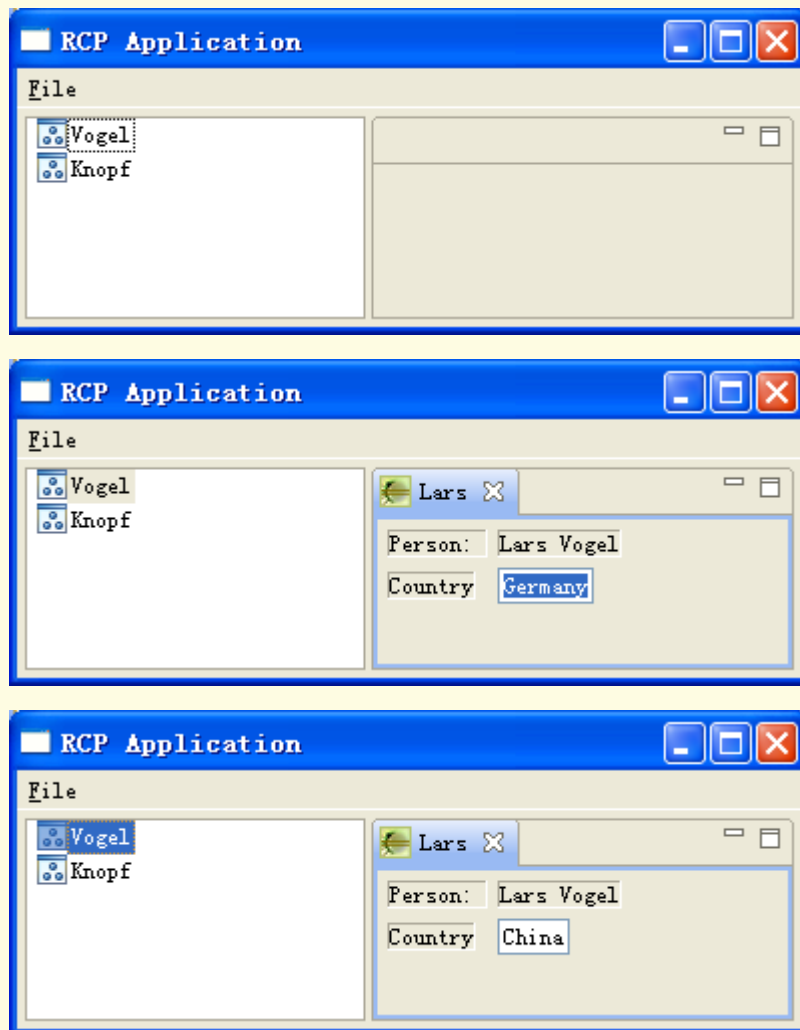 RCP Application
File
Vogel
Knopf
RCP Application
File
Vogel
Knopf
Lars
Person: Lars Vogel
Country Germany
RCP Application
File
Vogel
Knopf
Lars
Person: Lars Vogel
Country China